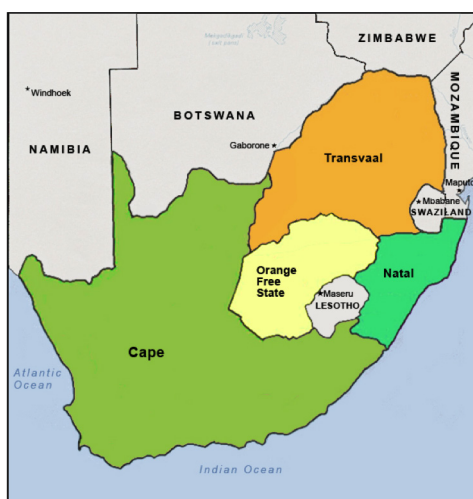 ZIMBABWE
Windhoek
BOTSWANA
MOZAMBIQUE
NAMIBIA
Gaborone
Transvaal
Maputo
Mbabane
SWAZILAND
Orange
Free
State
Natal
Maseru
LESOTHO
Cape
Atlantic
Ocean
Indian Ocean